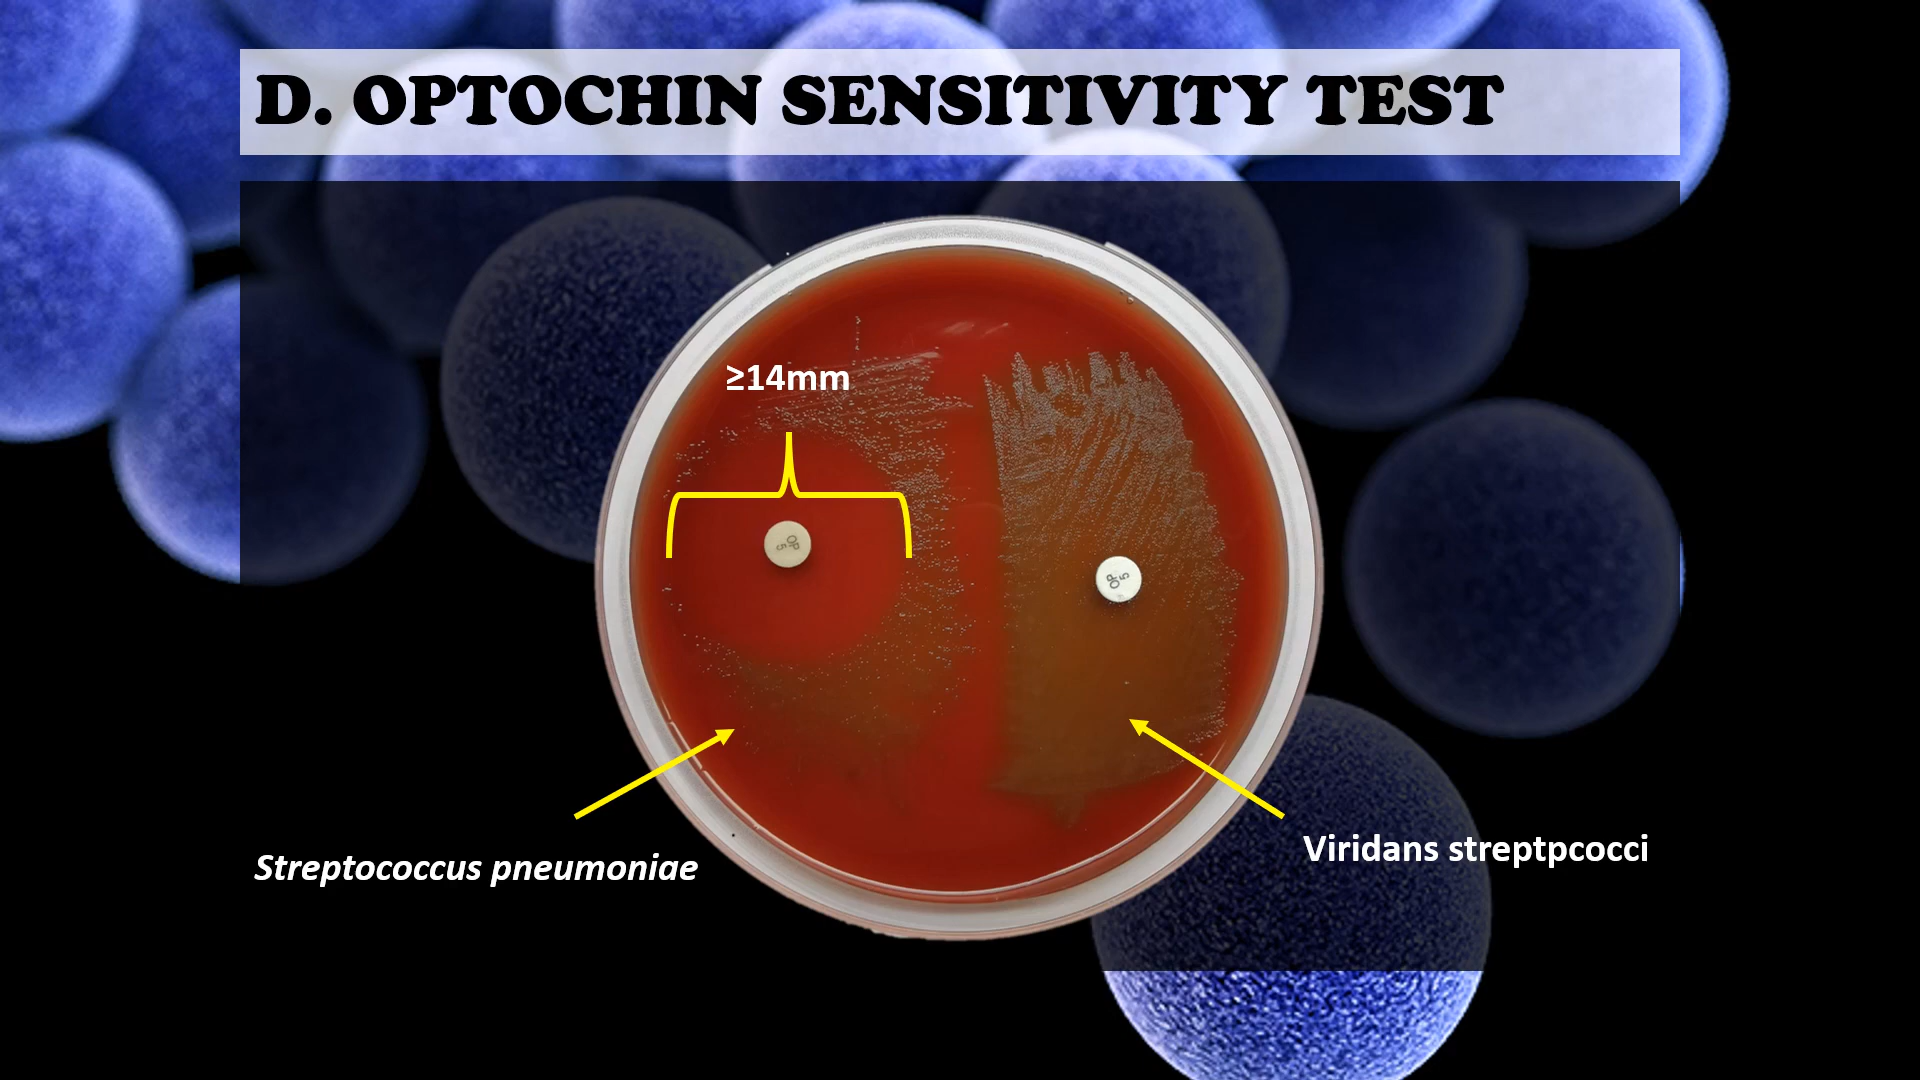 D. OPTOCHIN SENSITIVITY TEST
≥14mm
OP
5
OP
5
Streptococcus pneumoniae
Viridans streptpcocci